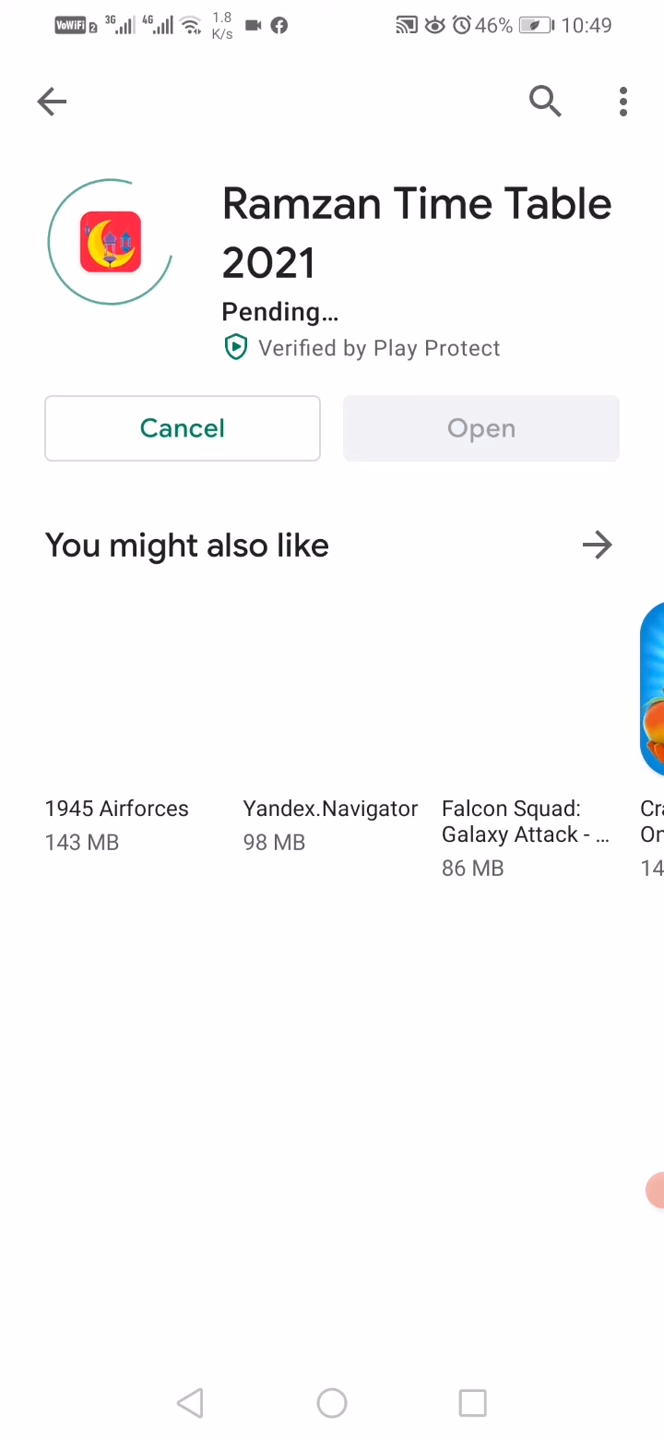 VoWiFi 2 3G 4G 1.8 K/s 46% 10:49
Ramzan Time Table
2021
Pending...
Verified by Play Protect
Cancel Open
You might also like
1945 Airforces
143 MB
Yandex.Navigator
98 MB
Falcon Squad:
Galaxy Attack - ...
86 MB